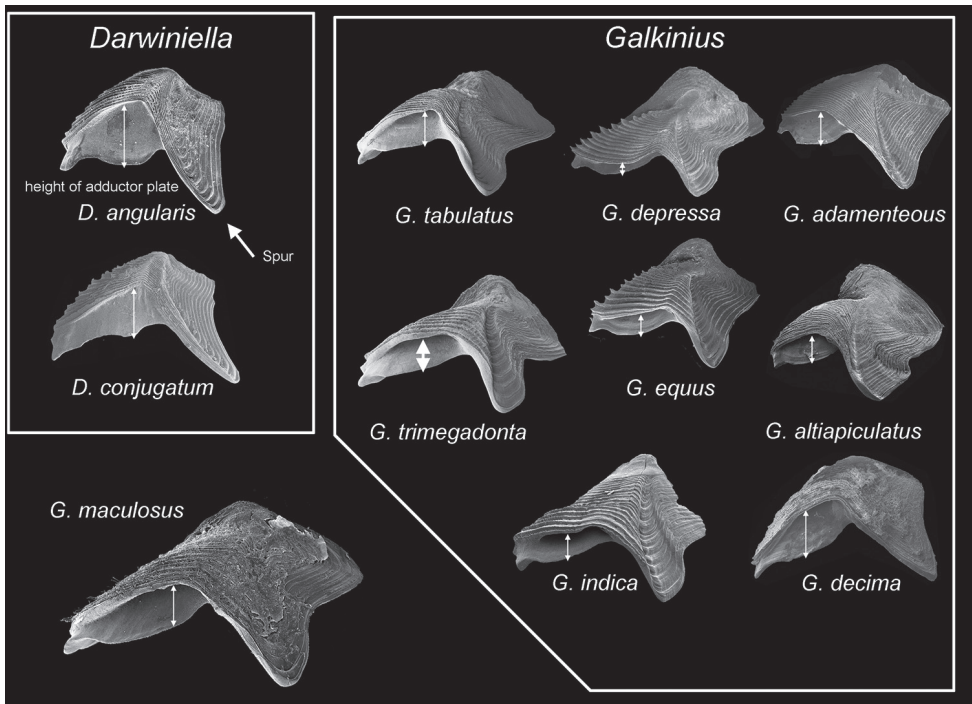 Darwiniella
height of adductor plate
D. angularis
Spur
D. conjugatum
Galkinius
G. tabulatus
G. depressa
G. adamenteous
G. trimegadonta
G. equus
G. altiapiculatus
G. indica
G. decima
G. maculosus